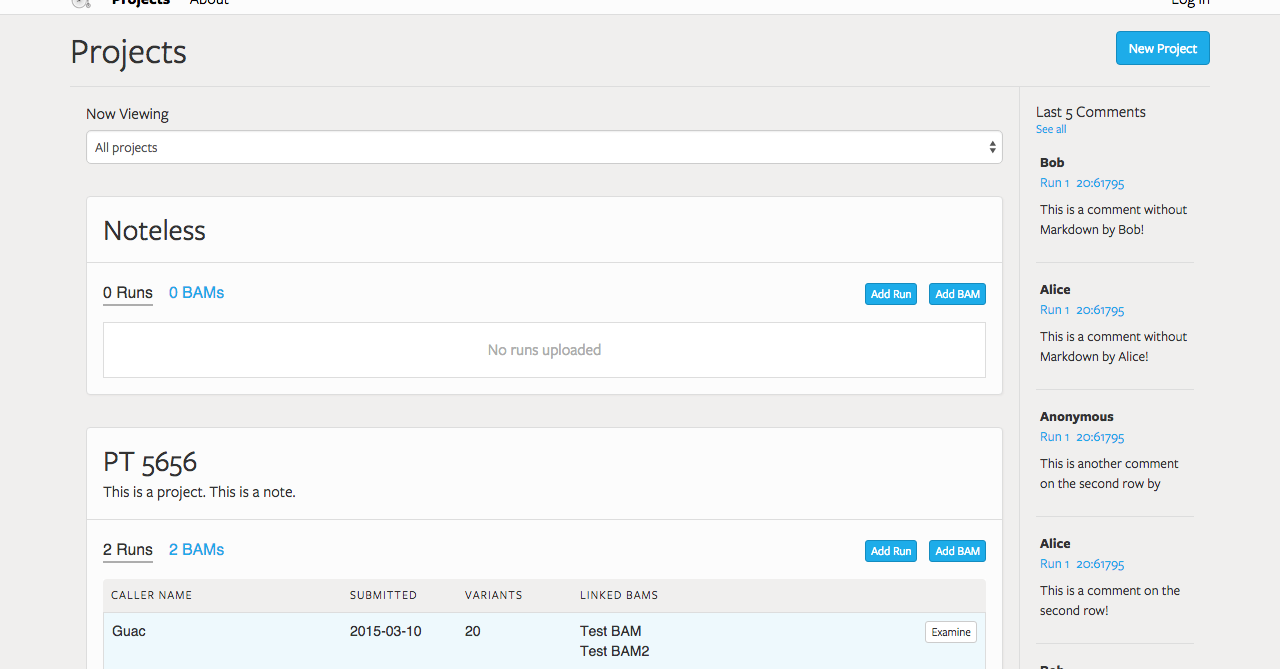 Projects About Log in
Projects
New Project
Now Viewing
All projects
Noteless
0 Runs 0 BAMs
Add Run Add BAM
No runs uploaded
PT 5656
This is a project. This is a note.
2 Runs 2 BAMs
Add Run Add BAM
CALLER NAME SUBMITTED VARIANTS LINKED BAMS
Guac 2015-03-10 20 Test BAM
Test BAM2
Examine
Last 5 Comments
See all
Bob
Run 1 20:61795
This is a comment without
Markdown by Bob!
Alice
Run 1 20:61795
This is a comment without
Markdown by Alice!
Anonymous
Run 1 20:61795
This is another comment
on the second row by
Alice
Run 1 20:61795
This is a comment on the
second row!
Bob